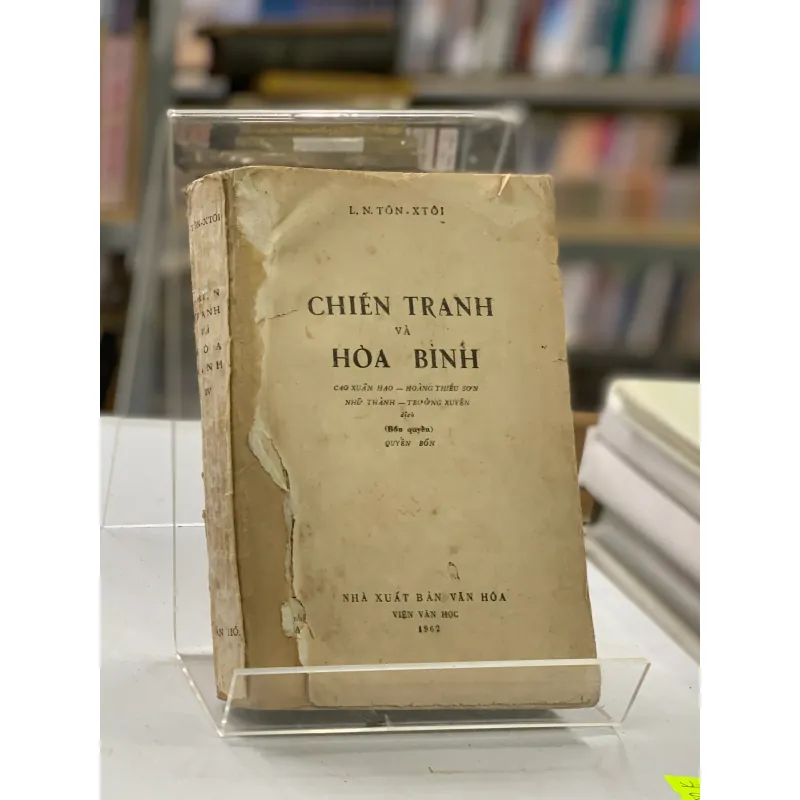 L. N. TÔN-XTÔI
CHIẾN TRANH
VÀ
HÒA BÌNH
CAO XUÂN HẠO — HOÀNG THIẾU SƠN
NHỮ THÀNH — TRƯỜNG XUYÊN
dịch
(Bốn quyển)
QUYỂN BỐN
NHÀ XUẤT BẢN VĂN HÓA
VIỆN VĂN HỌC
1962